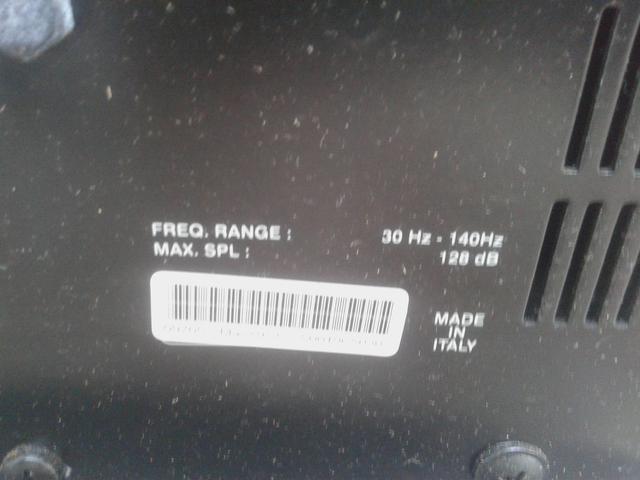 FREQ. RANGE : 30 Hz - 140Hz
MAX. SPL : 128 dB
MADE
IN
ITALY